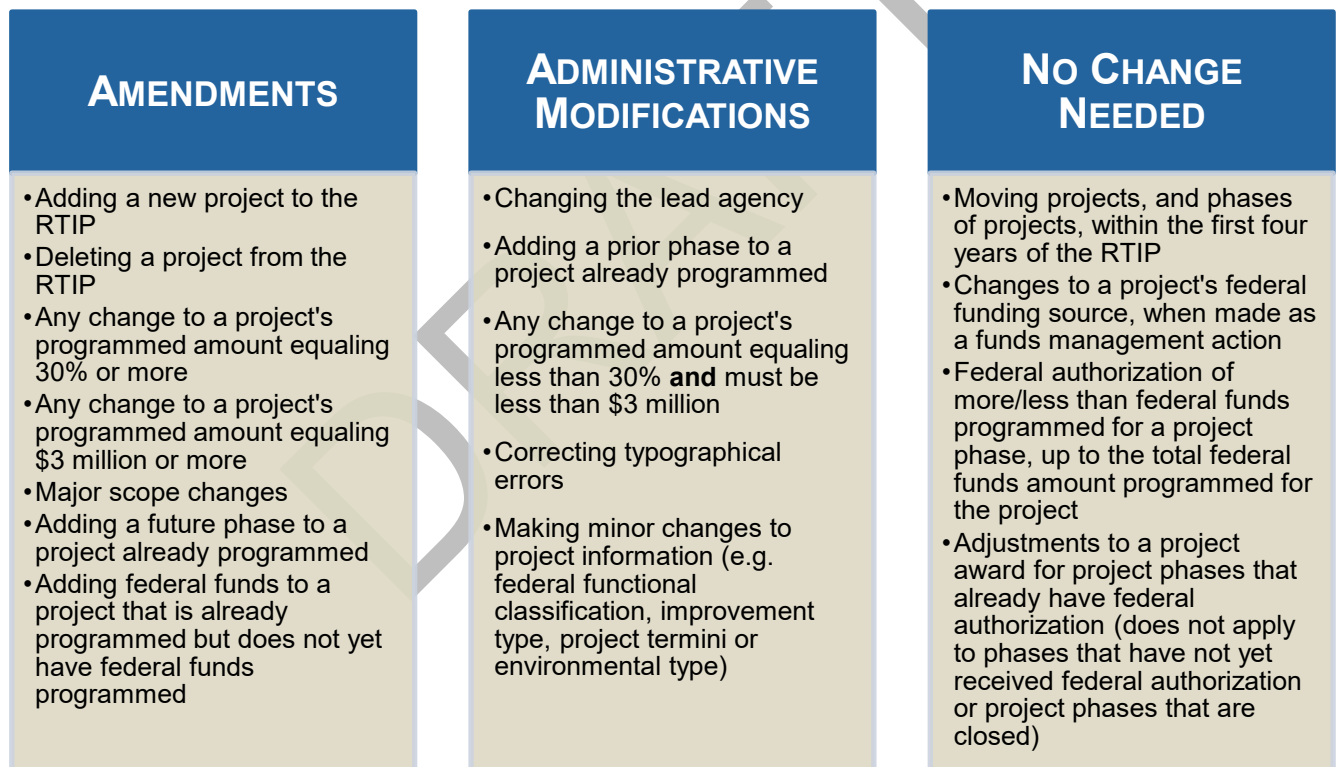 AMENDMENTS
•Adding a new project to the
RTIP
•Deleting a project from the
RTIP
•Any change to a project's
programmed amount equaling
30% or more
•Any change to a project's
programmed amount equaling
$3 million or more
•Major scope changes
•Adding a future phase to a
project already programmed
•Adding federal funds to a
project that is already
programmed but does not yet
have federal funds
programmed
ADMINISTRATIVE
MODIFICATIONS
•Changing the lead agency
•Adding a prior phase to a
project already programmed
•Any change to a project's
programmed amount equaling
less than 30% and must be
less than $3 million
•Correcting typographical
errors
•Making minor changes to
project information (e.g.
federal functional
classification, improvement
type, project termini or
environmental type)
NO CHANGE
NEEDED
•Moving projects, and phases
of projects, within the first four
years of the RTIP
•Changes to a project's federal
funding source, when made as
a funds management action
•Federal authorization of
more/less than federal funds
programmed for a project
phase, up to the total federal
funds amount programmed for
the project
•Adjustments to a project
award for project phases that
already have federal
authorization (does not apply
to phases that have not yet
received federal authorization
or project phases that are
closed)